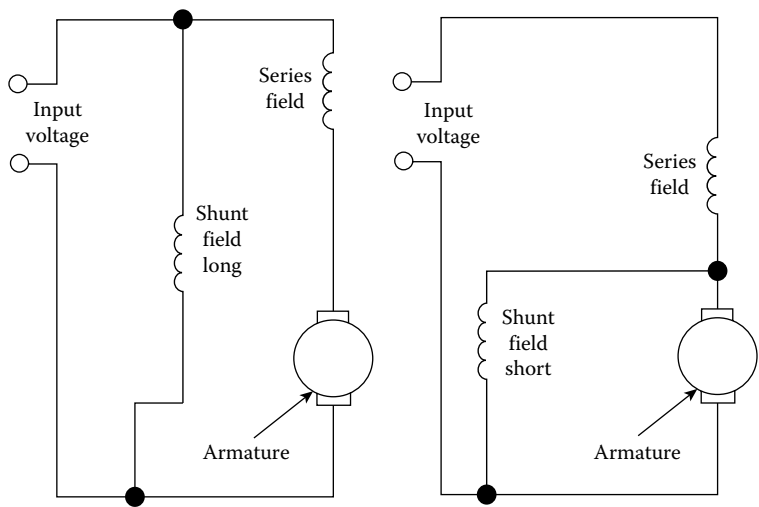 Input
voltage
Series
field
Shunt
field
long
Armature
Input
voltage
Series
field
Shunt
field
short
Armature